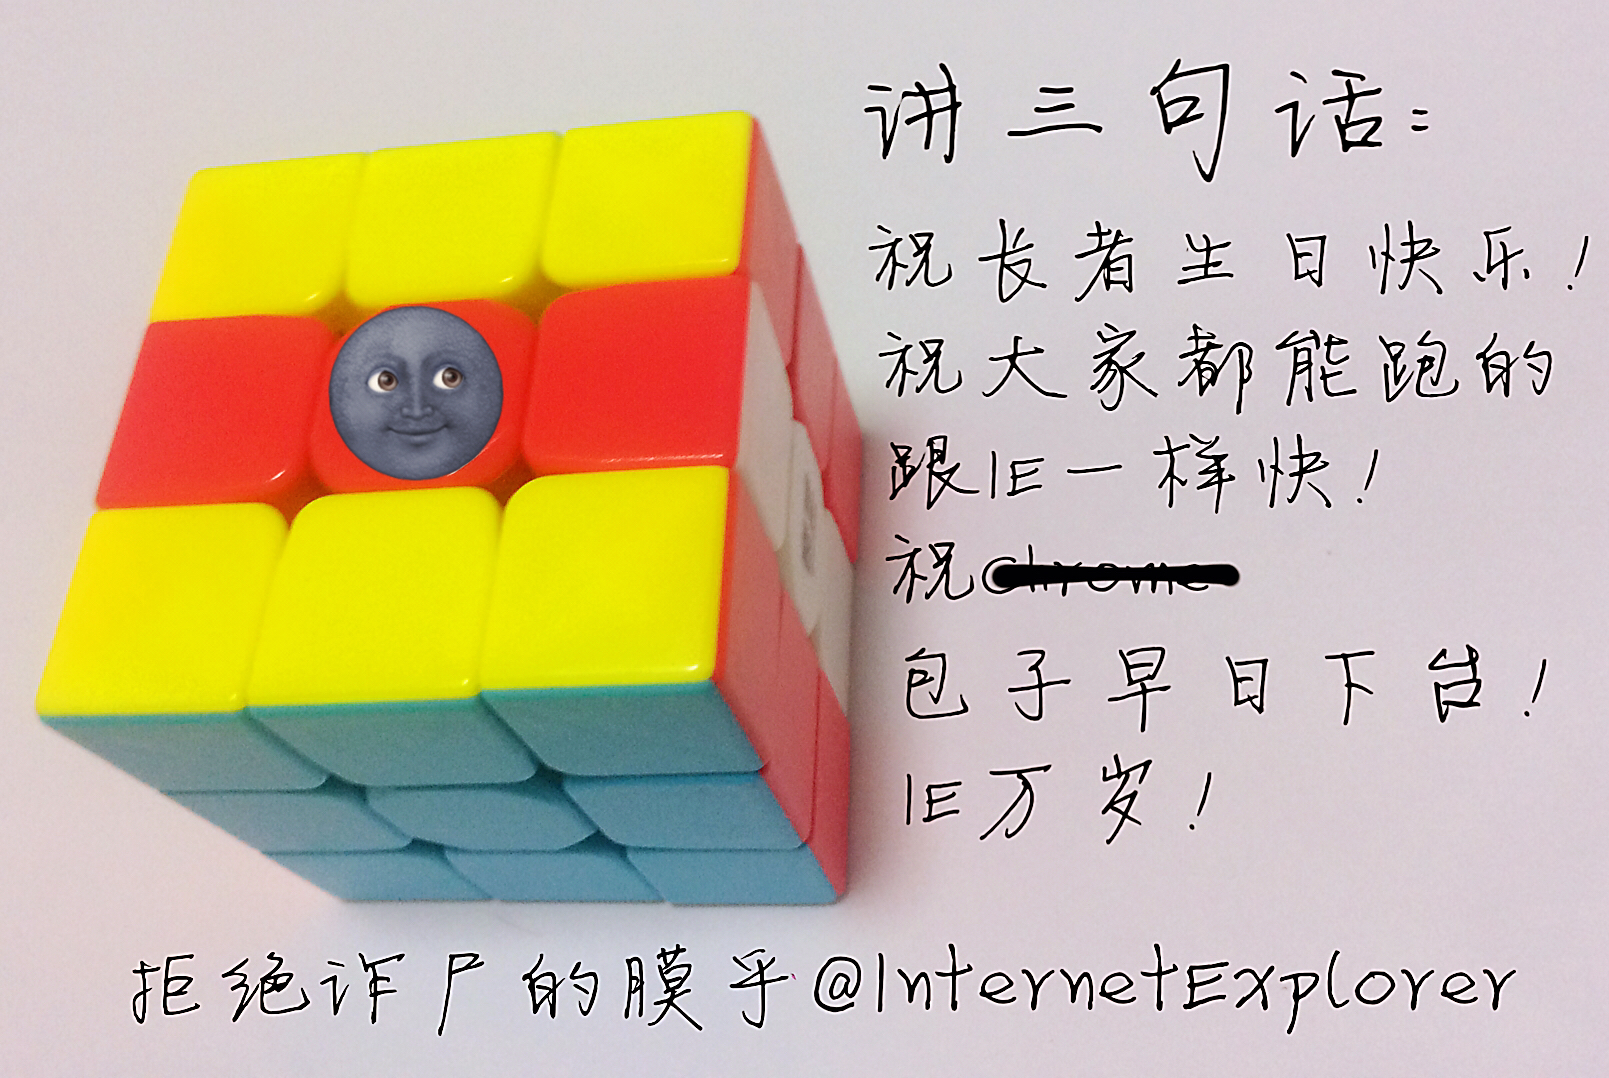 讲三句话:
祝长者生日快乐!
祝大家都能跑的
跟IE一样快!
祝chrome
包子早日下台!
IE万岁!
拒绝诈尸的膜乎@InternetExplorer